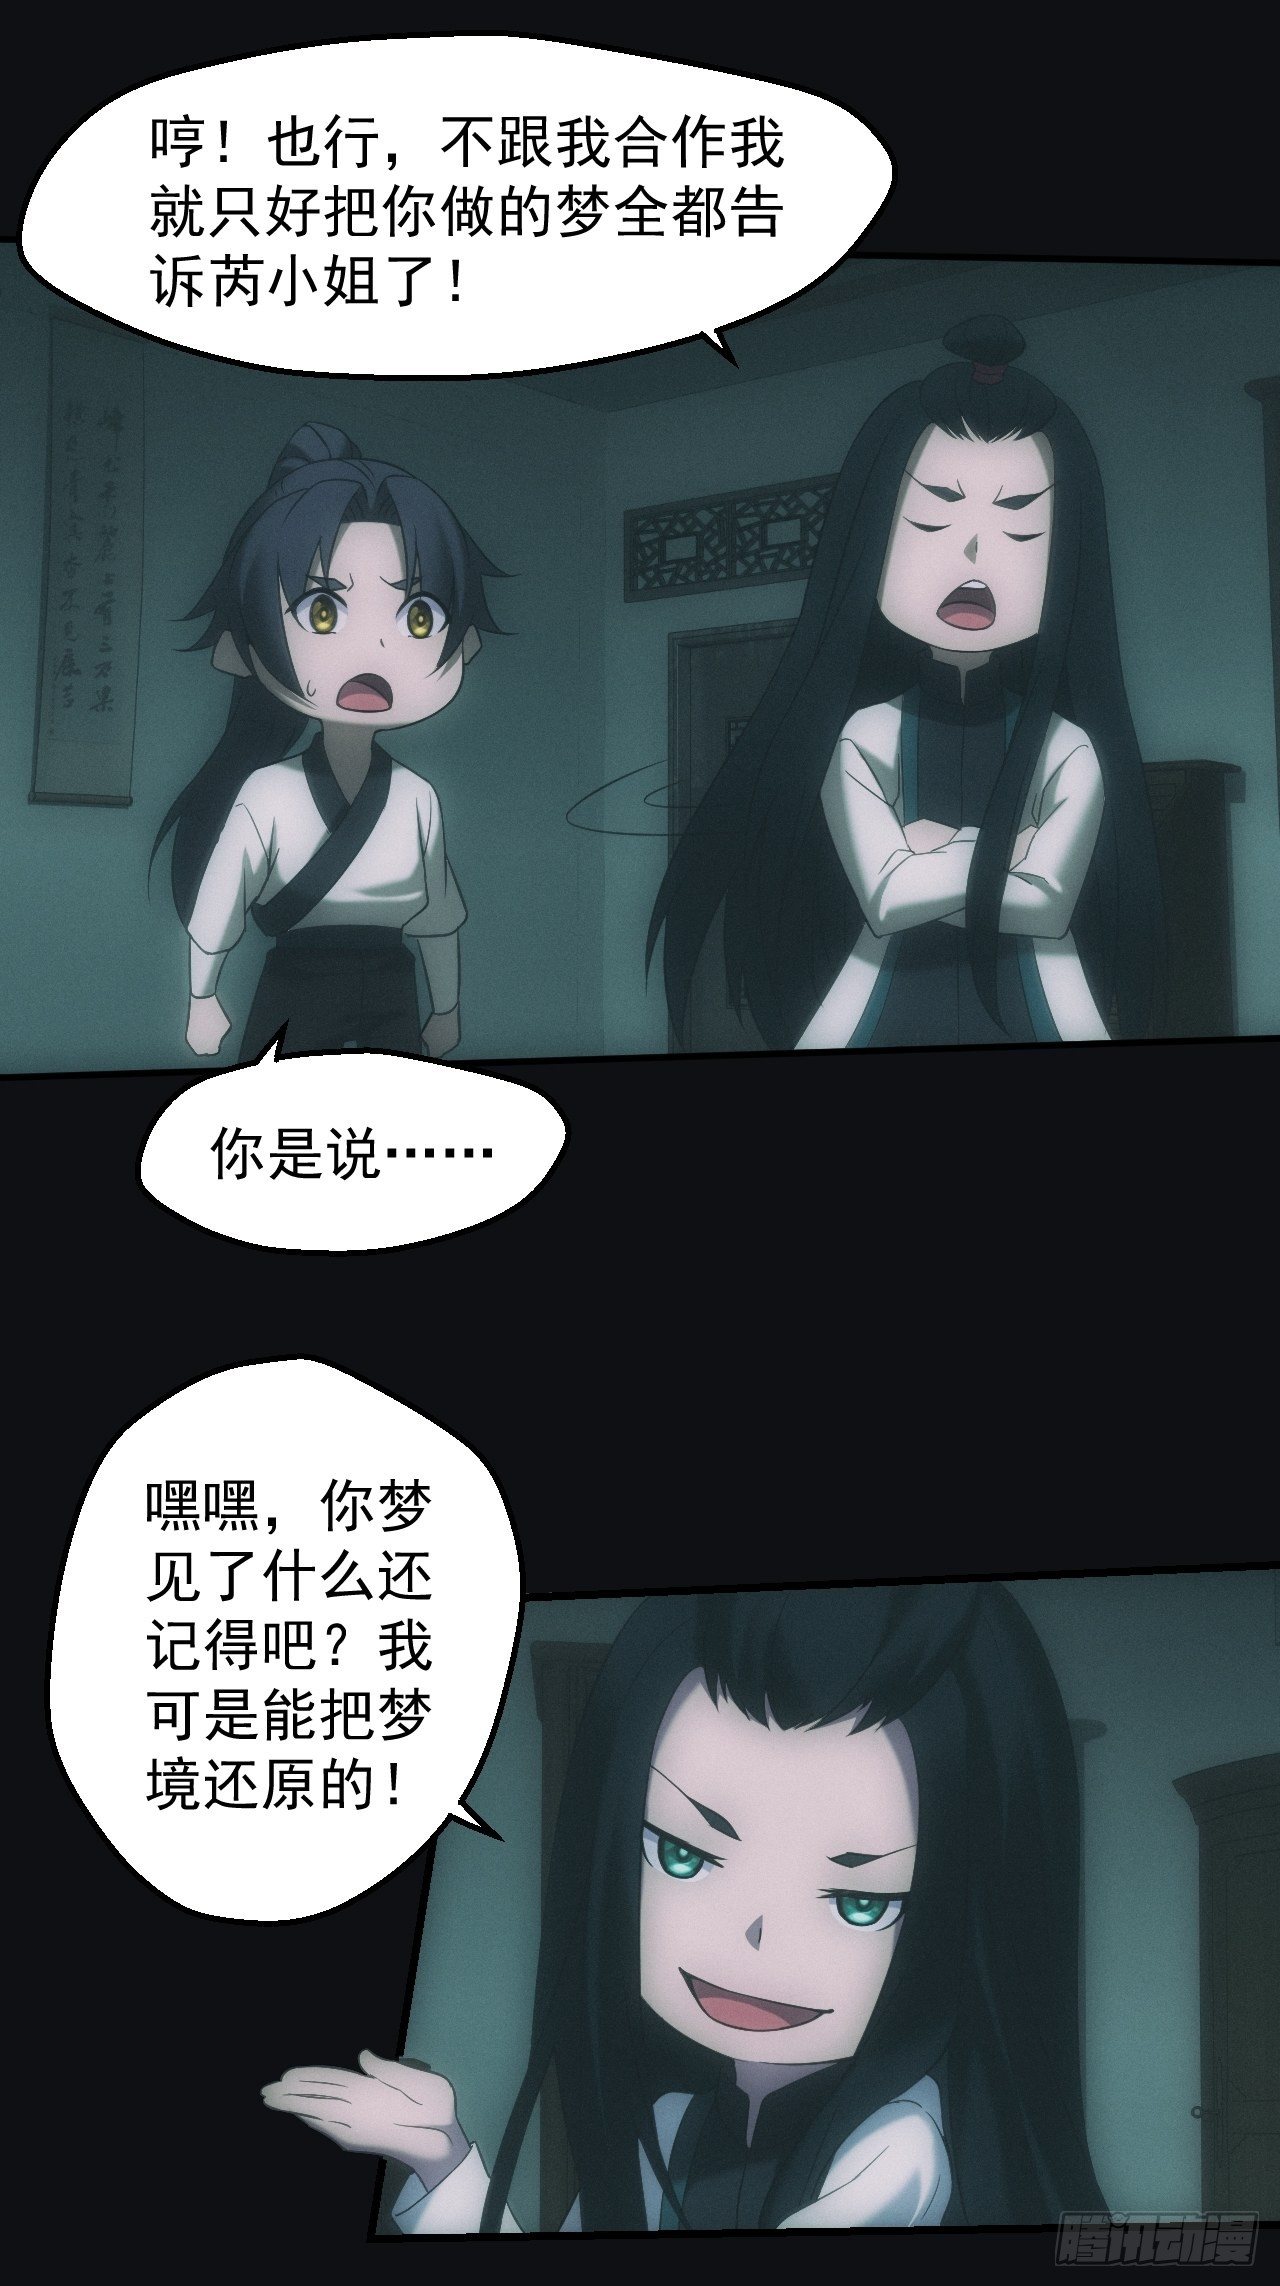 哼！也行，不跟我合作我
就只好把你做的梦全都告
诉芮小姐了！
你是说……
嘿嘿，你梦
见了什么还
记得吧？我
可是能把梦
境还原的！
腾讯动漫